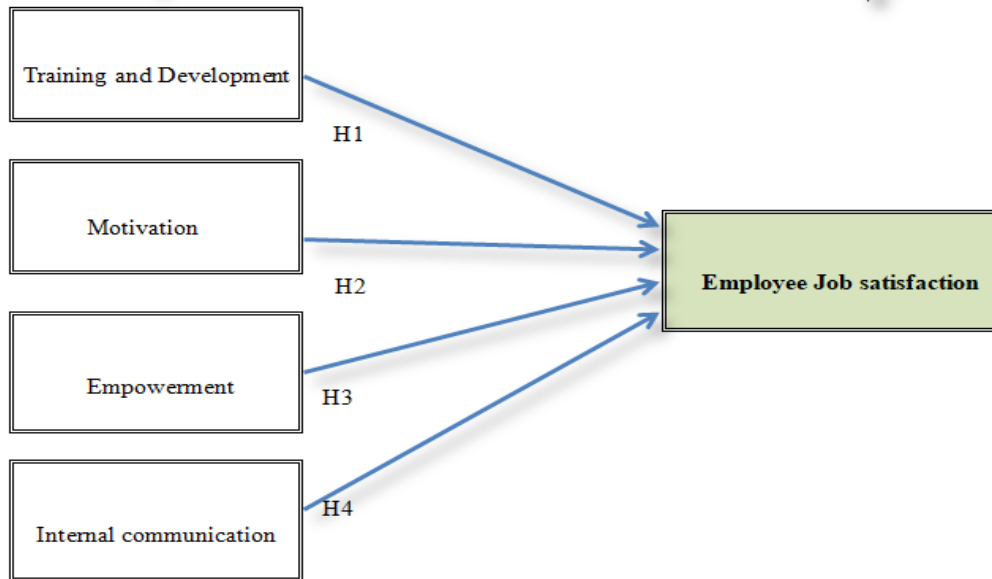 Training and Development
H1
Motivation
H2
Employee Job satisfaction
Empowerment
H3
Internal communication
H4